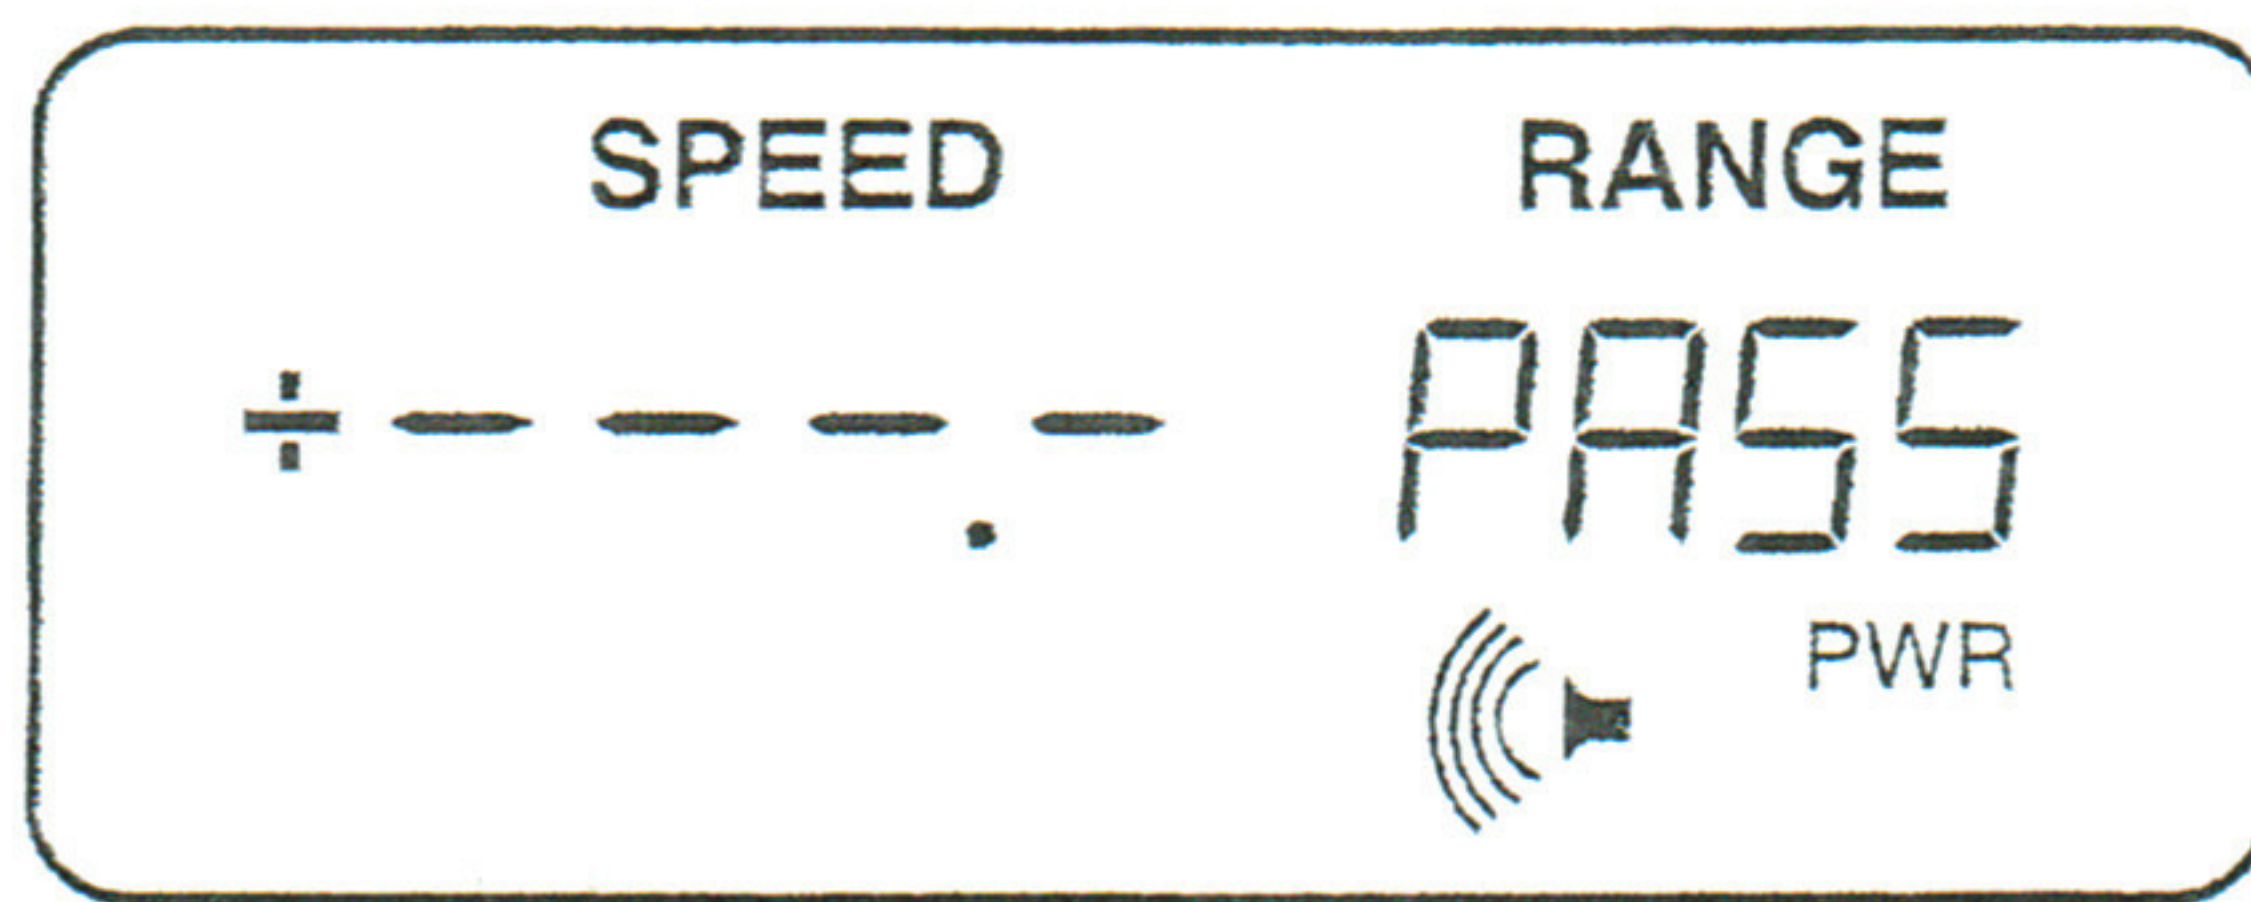 SPEED RANGE
÷ - - - . - PASS
PWR